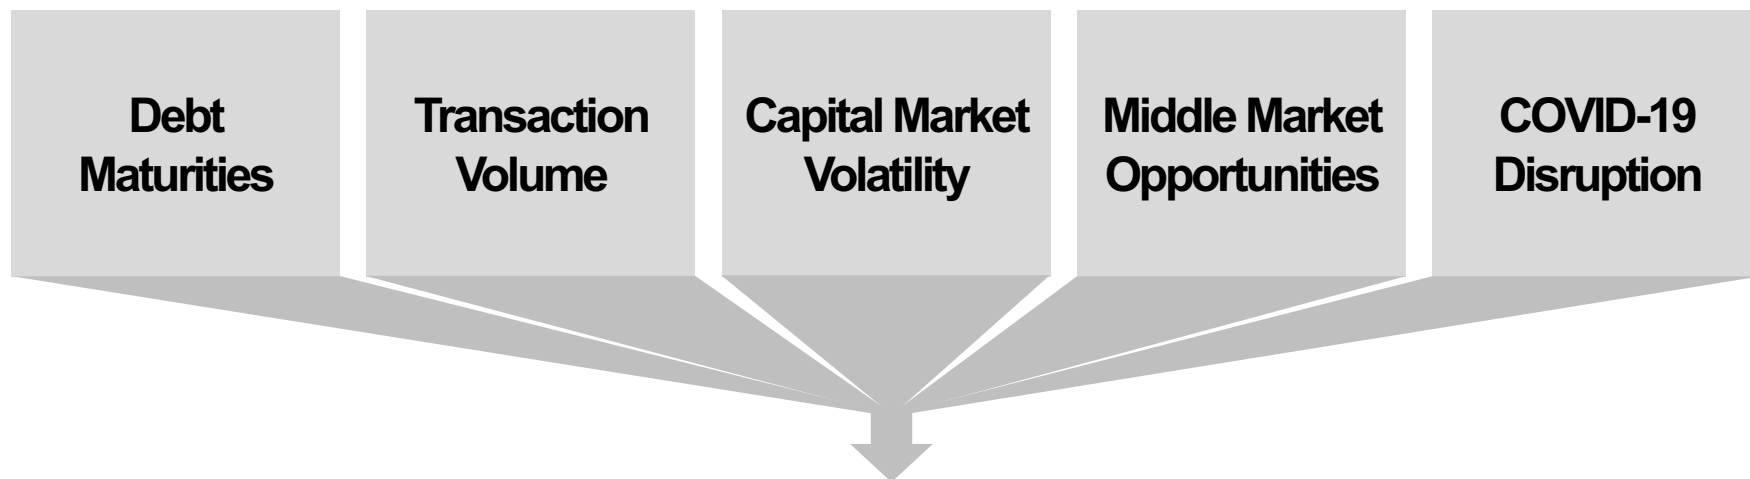 Debt
Maturities
Transaction
Volume
Capital Market
Volatility
Middle Market
Opportunities
COVID-19
Disruption